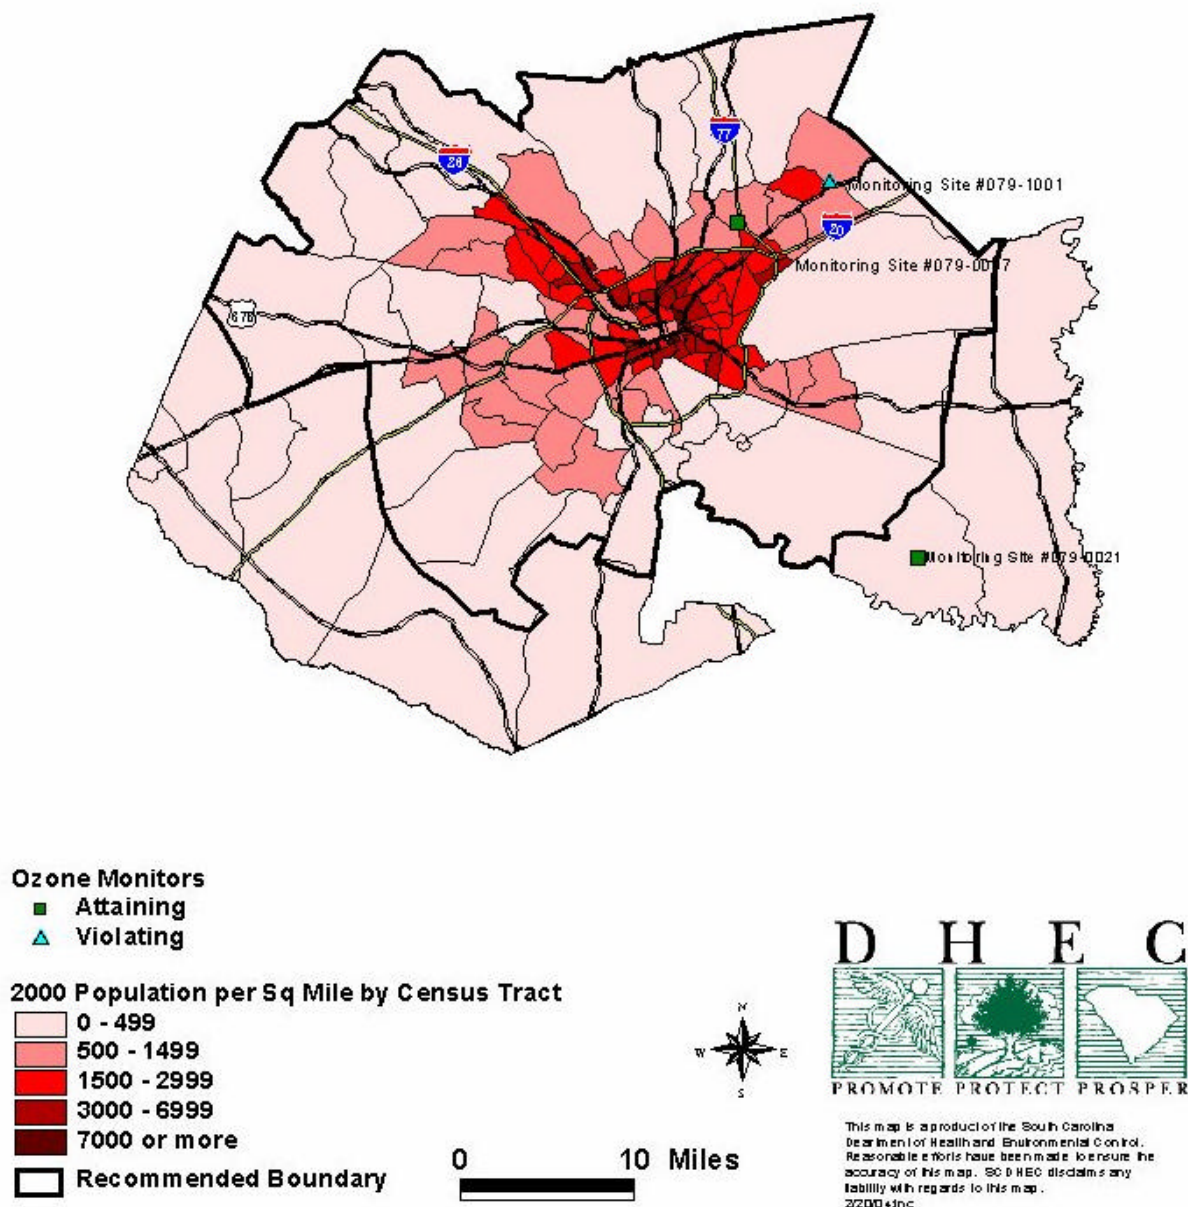 77
26
Monitoring Site #079-1001
20
Monitoring Site #079-0007
678
Monitoring Site #079-0021
Ozone Monitors
Attaining
Violating
2000 Population per Sq Mile by Census Tract
0 - 499
500 - 1499
1500 - 2999
3000 - 6999
7000 or more
Recommended Boundary
0 10 Miles
N
W E
S
D H E C
PROMOTE PROTECT PROSPER
This map is a product of the South Carolina
Dearment of Health and Environmental Control.
Reasonable efforts have been made to ensure the
accuracy of this map. SCDHEC disclaims any
liability with regards to this map.